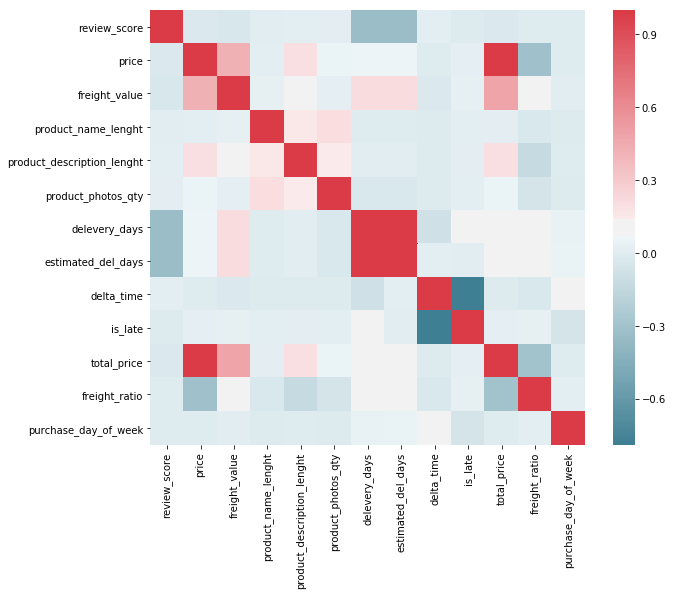 review_score
price
freight_value
product_name_lenght
product_description_lenght
product_photos_qty
delevery_days
estimated_del_days
delta_time
is_late
total_price
freight_ratio
purchase_day_of_week
review_score
price
freight_value
product_name_lenght
product_description_lenght
product_photos_qty
delevery_days
estimated_del_days
delta_time
is_late
total_price
freight_ratio
purchase_day_of_week
0.9
0.6
0.3
0.0
−0.3
−0.6